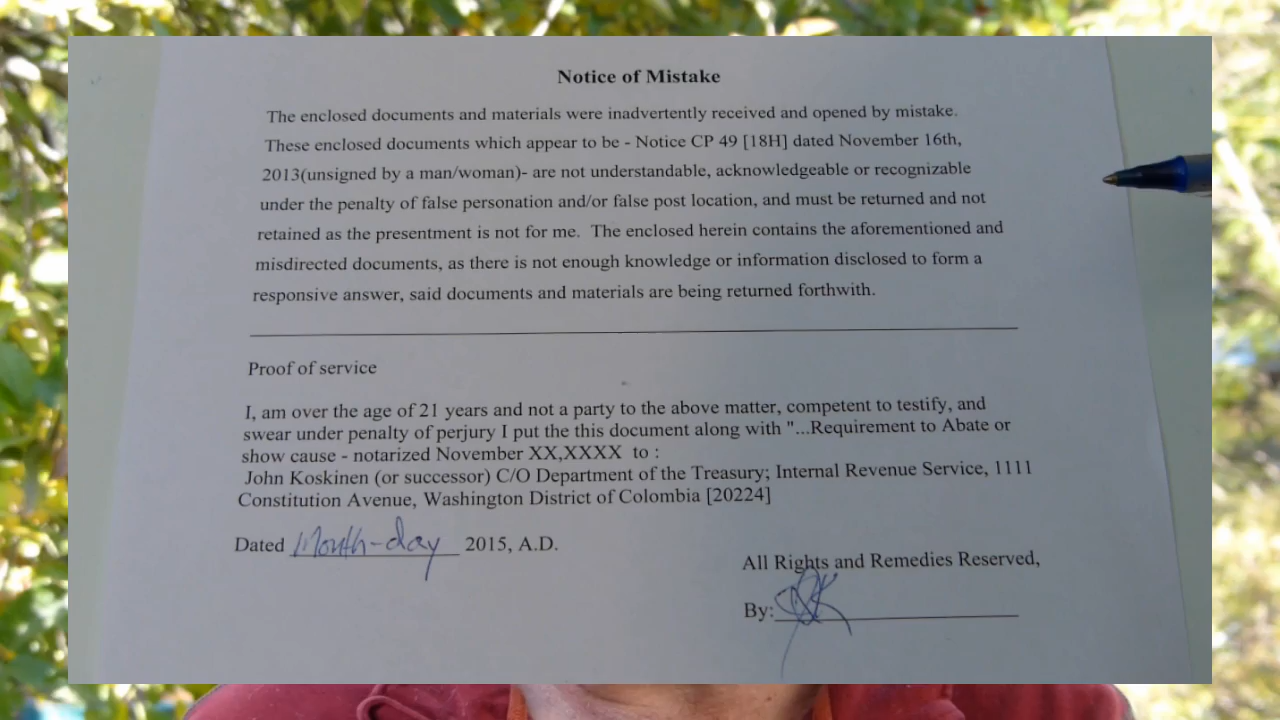 Notice of Mistake
The enclosed documents and materials were inadvertently received and opened by mistake.
These enclosed documents which appear to be - Notice CP 49 [18H] dated November 16th,
2013(unsigned by a man/woman)- are not understandable, acknowledgeable or recognizable
under the penalty of false personation and/or false post location, and must be returned and not
retained as the presentment is not for me. The enclosed herein contains the aforementioned and
misdirected documents, as there is not enough knowledge or information disclosed to form a
responsive answer, said documents and materials are being returned forthwith.
Proof of service
I, am over the age of 21 years and not a party to the above matter, competent to testify, and
swear under penalty of perjury I put the this document along with "...Requirement to Abate or
show cause - notarized November XX,XXXX to :
John Koskinen (or successor) C/O Department of the Treasury; Internal Revenue Service, 1111
Constitution Avenue, Washington District of Colombia [20224]
Dated Month-day 2015, A.D.
All Rights and Remedies Reserved,
By: